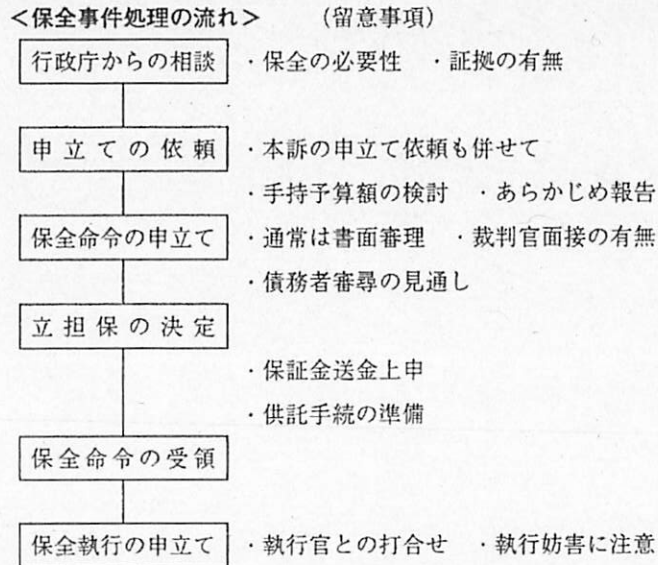 <保全事件処理の流れ> (留意事項)
行政庁からの相談 ・保全の必要性 ・証拠の有無
申立ての依頼 ・本訴の申立て依頼も併せて
・手持予算額の検討 ・あらかじめ報告
保全命令の申立て ・通常は書面審理 ・裁判官面接の有無
・債務者審尋の見通し
立担保の決定
・保証金送金上申
・供託手続の準備
保全命令の受領
保全執行の申立て ・執行官との打合せ ・執行妨害に注意